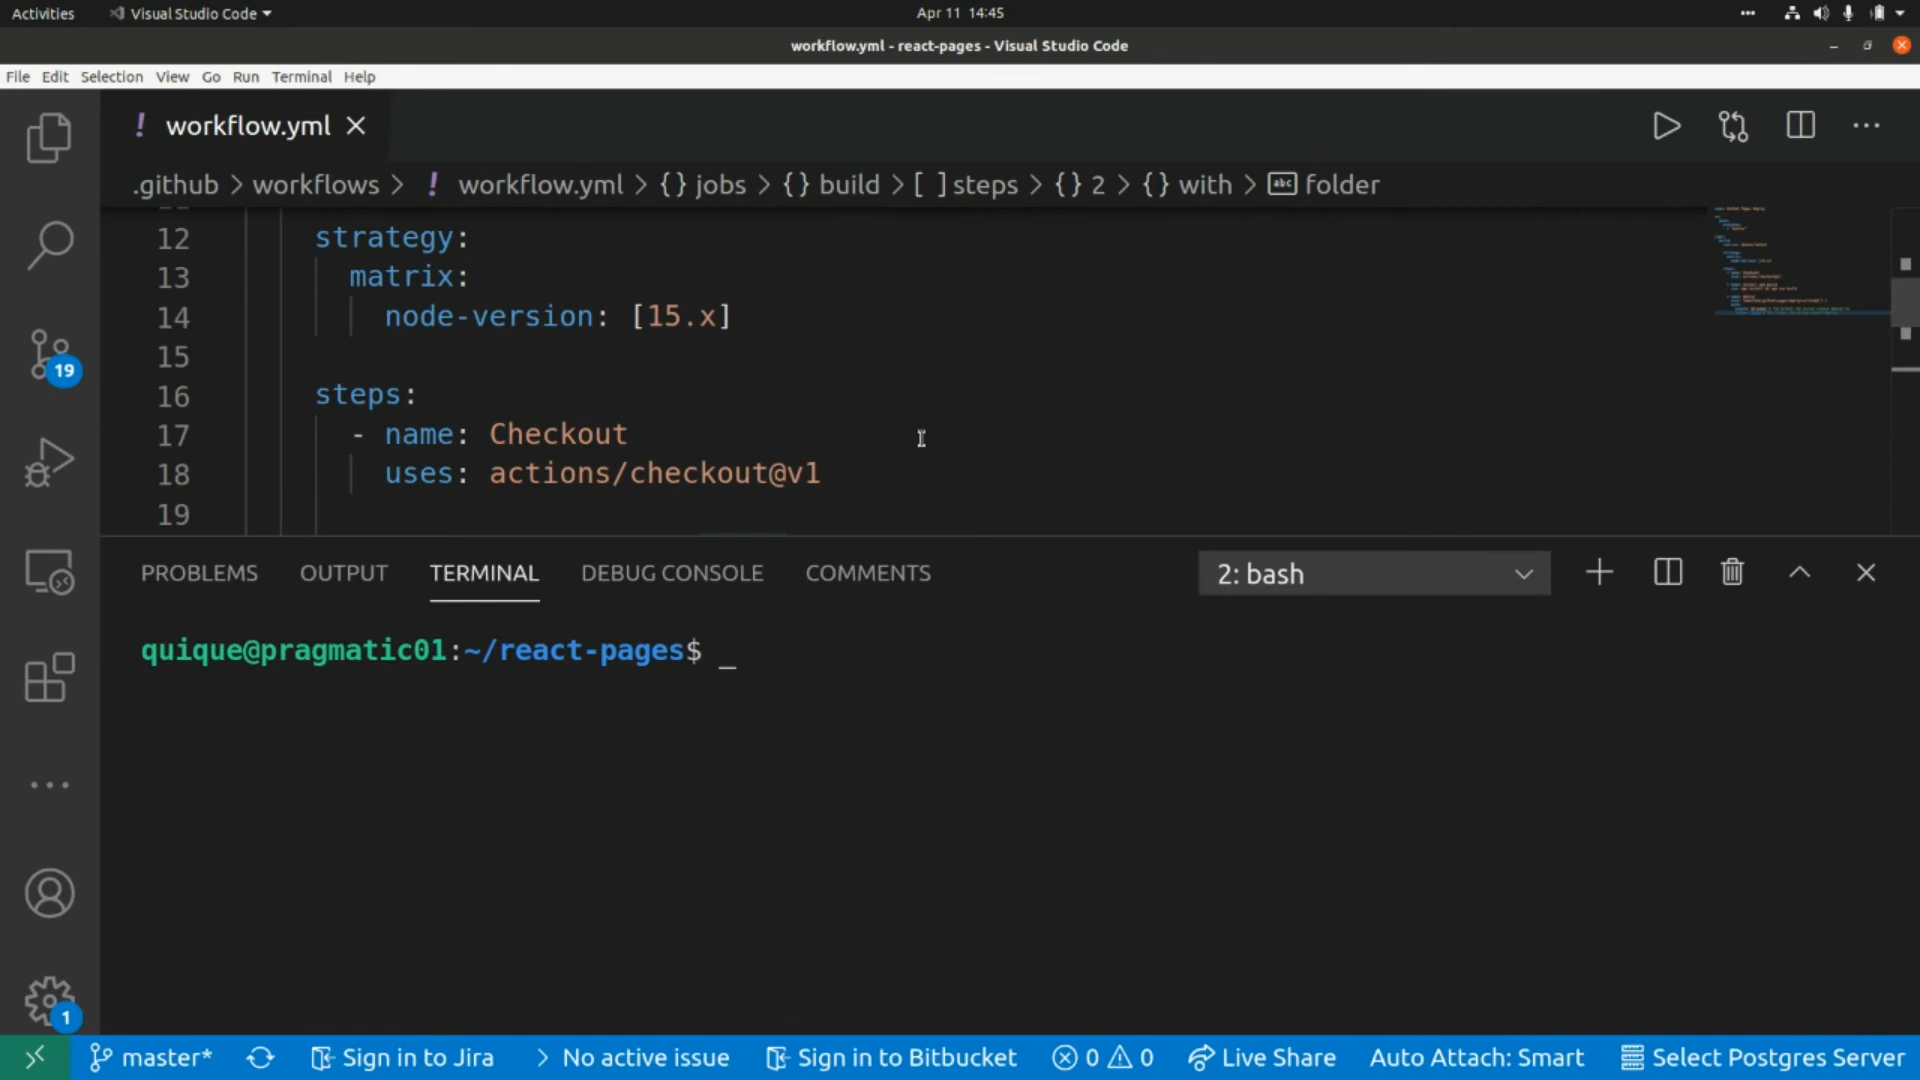 Activities Visual Studio Code Apr 11 14:45
workflow.yml - react-pages - Visual Studio Code
File Edit Selection View Go Run Terminal Help
! workflow.yml
.github > workflows > ! workflow.yml > {} jobs > {} build > [ ] steps > {} 2 > {} with > abc folder
12 strategy:
13 matrix:
14 node-version: [15.x]
15
16 steps:
17 - name: Checkout
18 uses: actions/checkout@v1
19
19
PROBLEMS OUTPUT TERMINAL DEBUG CONSOLE COMMENTS 2: bash
quique@pragmatic01:~/react-pages$ _
1
master* Sign in to Jira > No active issue Sign in to Bitbucket 0 0 Live Share Auto Attach: Smart Select Postgres Server